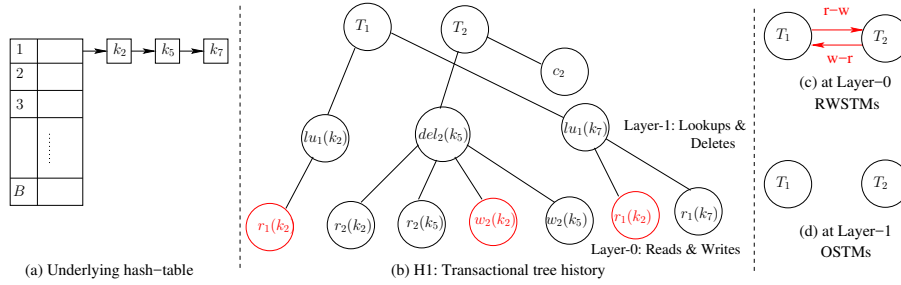 1
2
3
B
k2
k5
k7
(a) Underlying hash−table
T1
T2
c2
lu1(k2)
del2(k5)
lu1(k7)
Layer−1: Lookups &
Deletes
r1(k2
r2(k2)
r2(k5)
w2(k2)
w2(k5)
r1(k2)
r1(k7)
Layer−0: Reads & Writes
(b) H1: Transactional tree history
r−w
T1
T2
w−r
(c) at Layer−0
RWSTMs
T1
T2
(d) at Layer−1
OSTMs